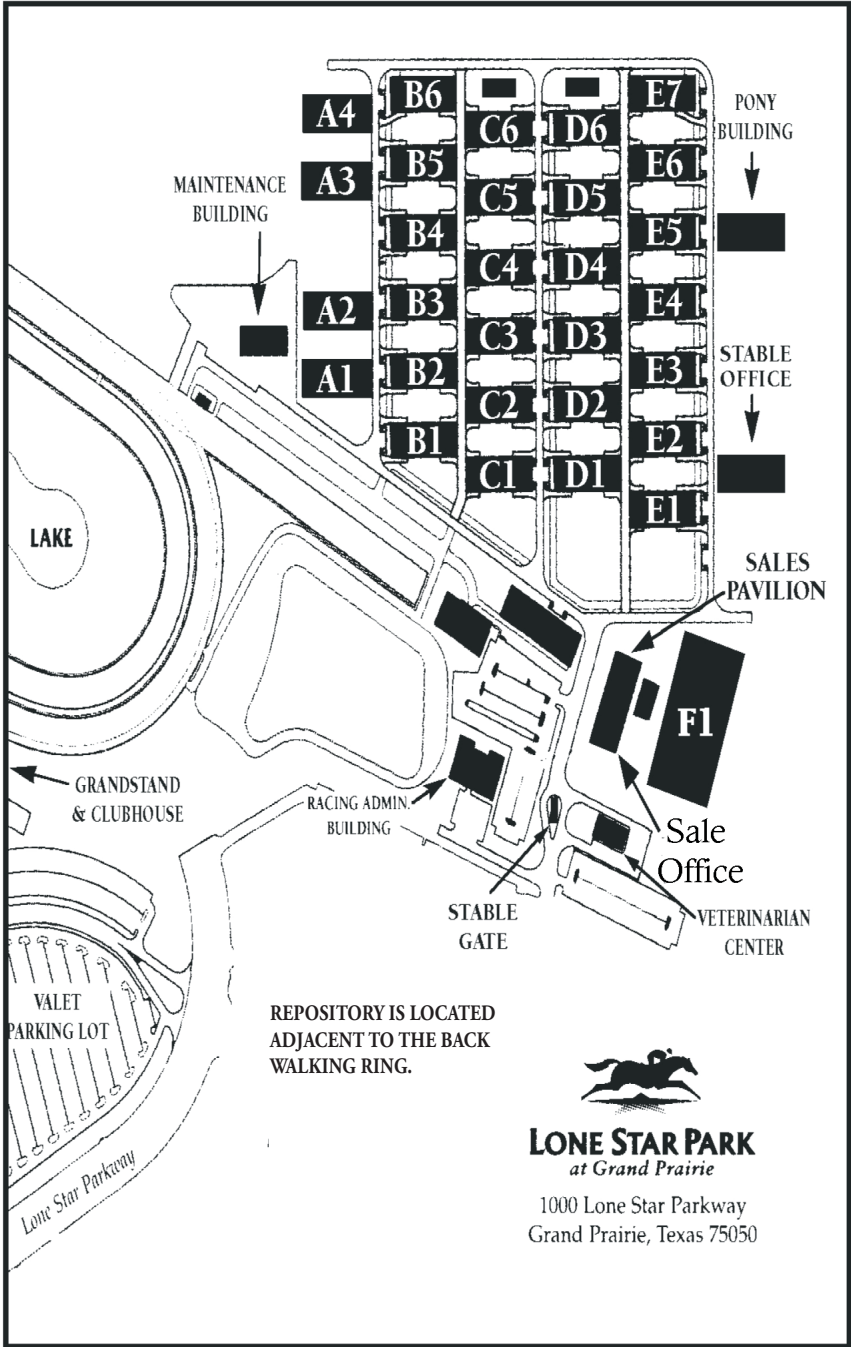 B6
E7
A4
PONY
BUILDING
C6
D6
B5
E6
A3
MAINTENANCE
BUILDING
C5
D5
B4
E5
C4
D4
A2
B3
E4
C3
D3
STABLE
OFFICE
A1
B2
E3
C2
D2
B1
E2
C1
D1
E1
LAKE
SALES
PAVILION
F1
GRANDSTAND
& CLUBHOUSE
RACING ADMIN.
BUILDING
Sale
Office
STABLE
GATE
VETERINARIAN
CENTER
VALET
PARKING LOT
REPOSITORY IS LOCATED
ADJACENT TO THE BACK
WALKING RING.
Lone Star Parkway
LONE STAR PARK
at Grand Prairie
1000 Lone Star Parkway
Grand Prairie, Texas 75050